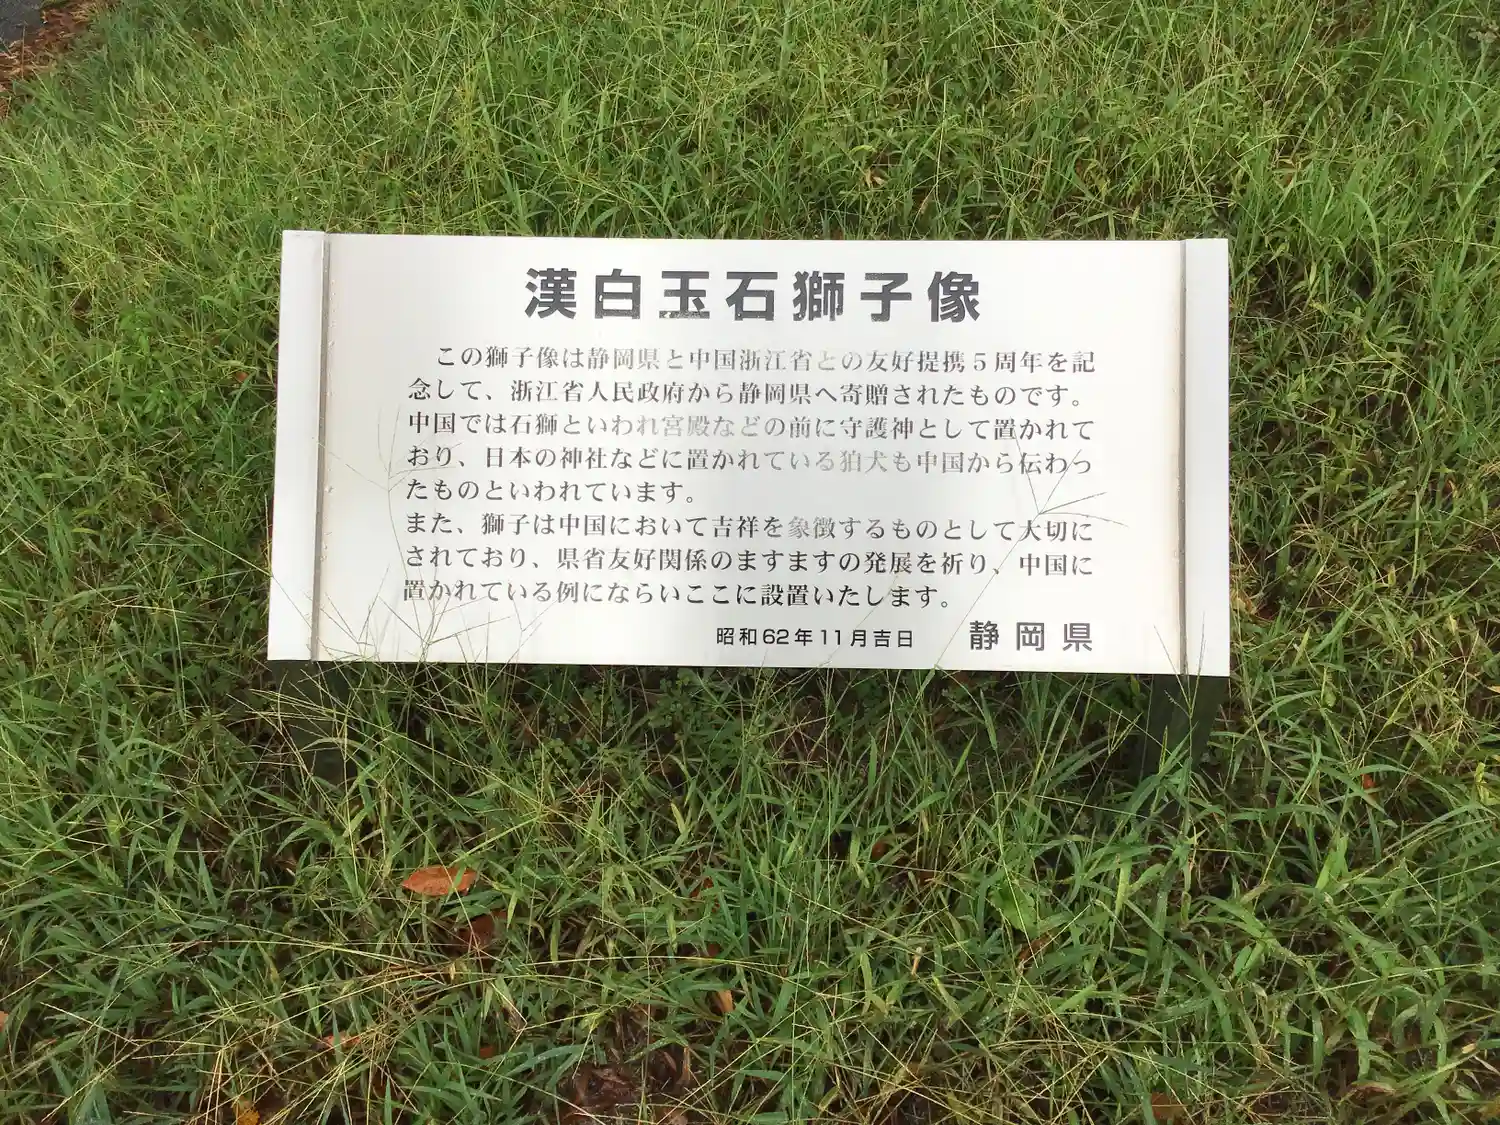 漢白玉石獅子像
この獅子像は静岡県と中国浙江省との友好提携5周年を記
念して、浙江省人民政府から静岡県へ寄贈されたものです。
中国では石獅といわれ宮殿などの前に守護神として置かれて
おり、日本の神社などに置かれている狛犬も中国から伝わっ
たものといわれています。
また、獅子は中国において吉祥を象徴するものとして大切に
されており、県省友好関係のますますの発展を祈り、中国に
置かれている例にならいここに設置いたします。
昭和62年11月吉日 静岡県